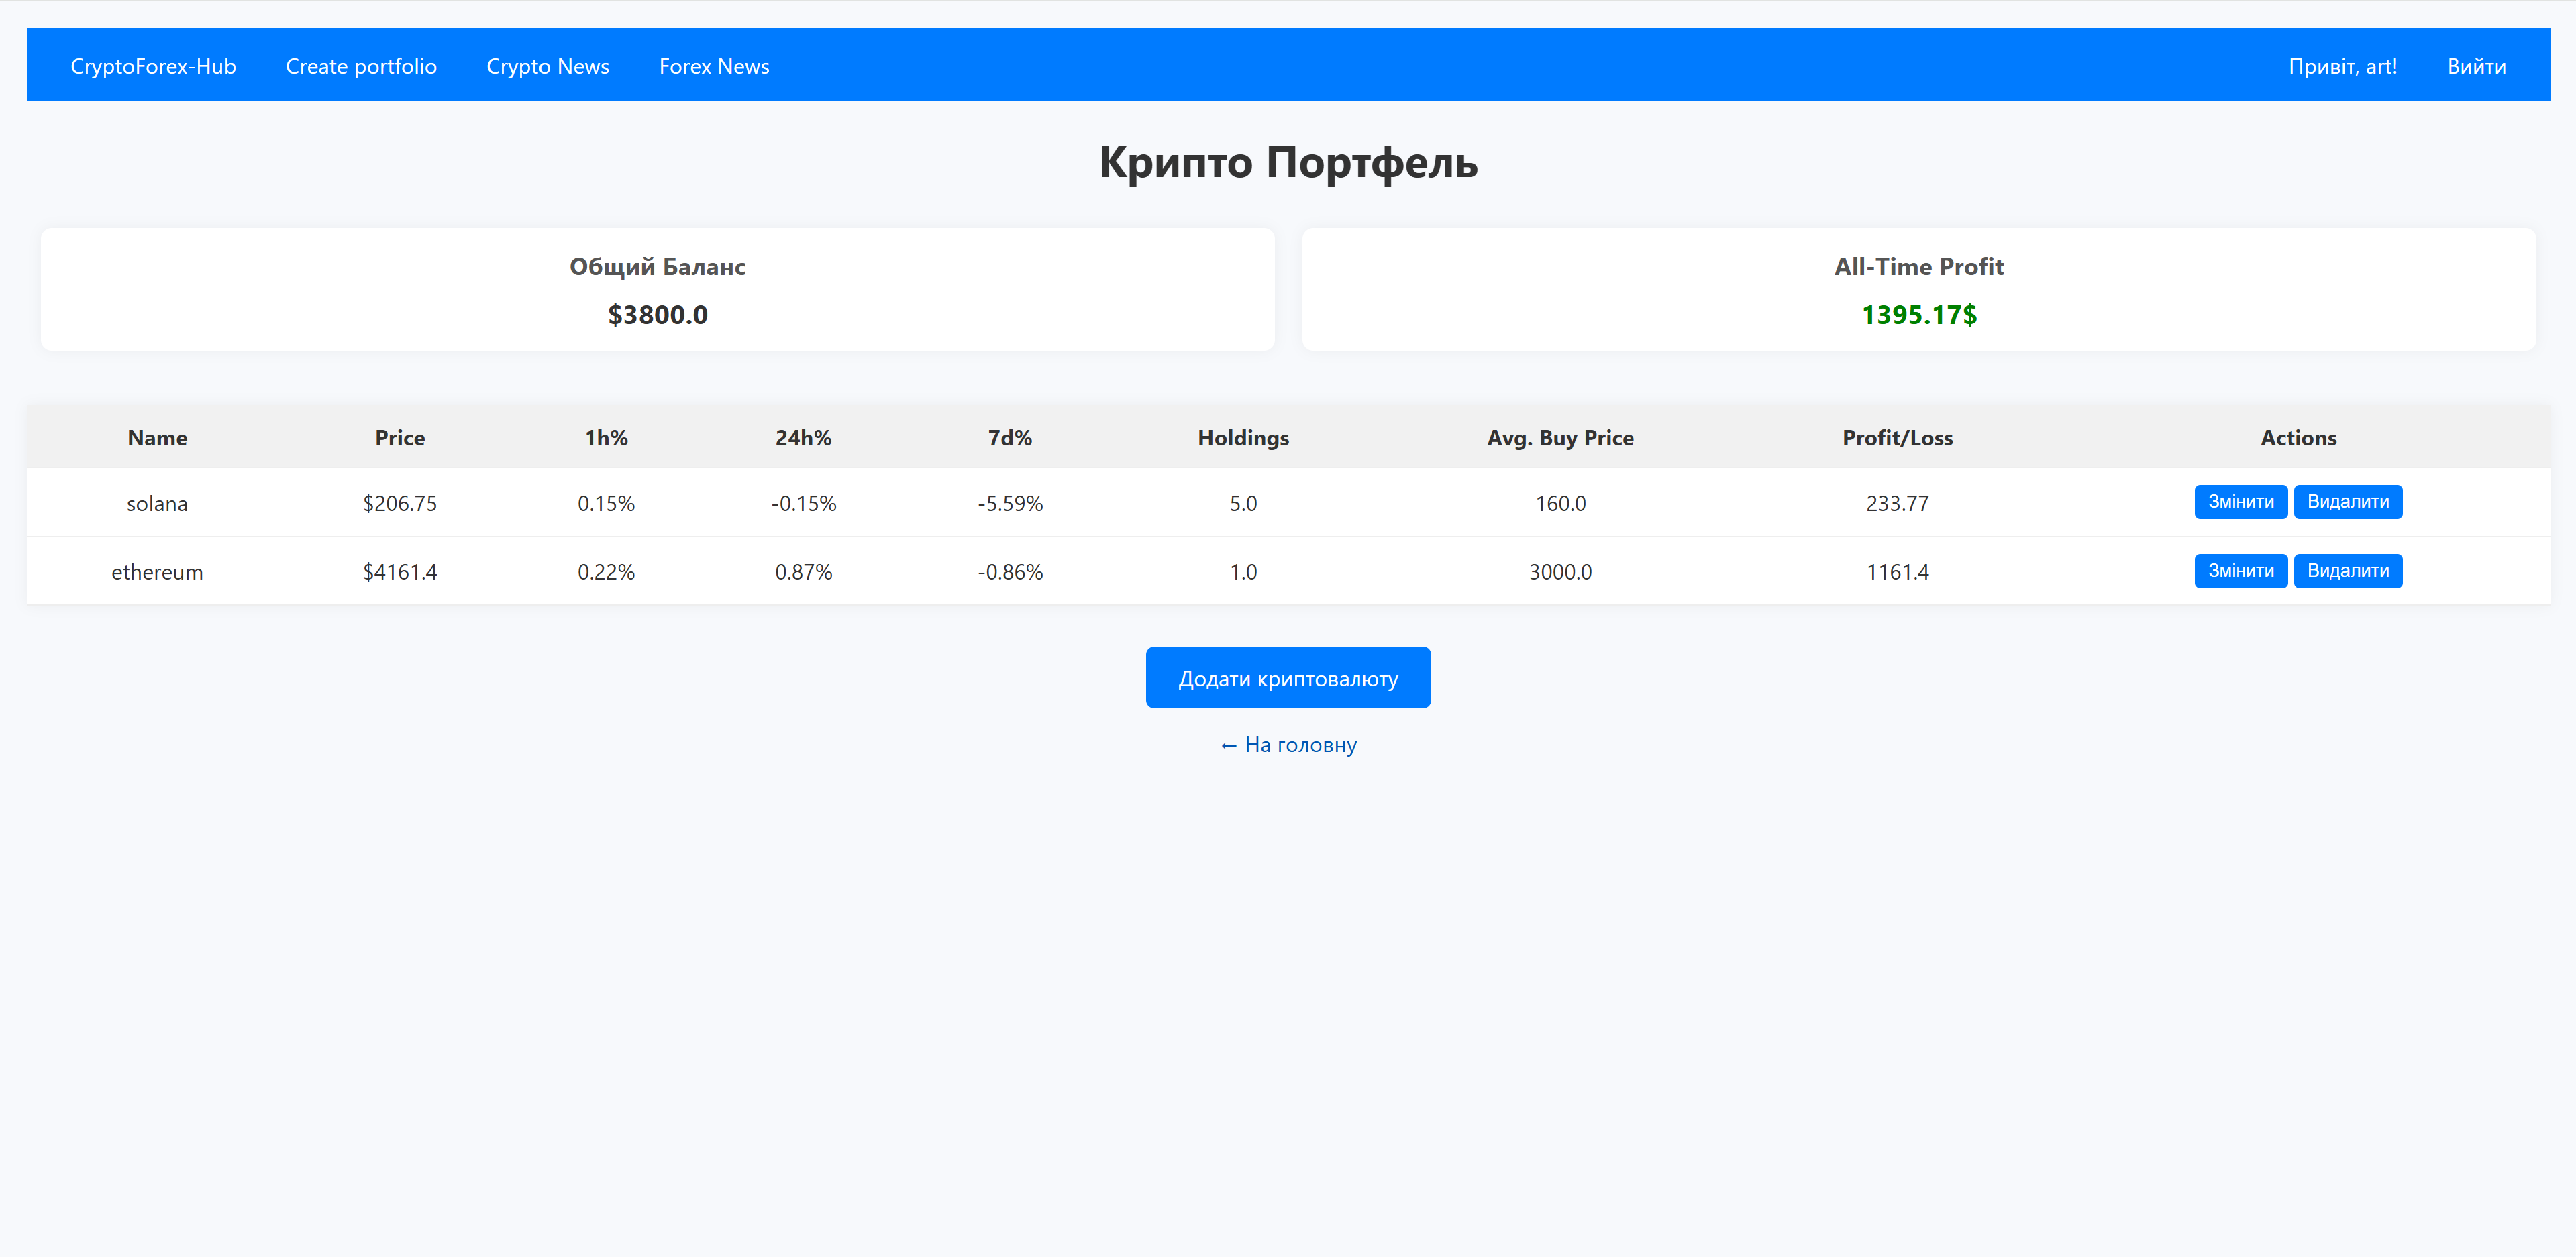 CryptoForex-Hub Create portfolio Crypto News Forex News Привіт, art! Вийти
Крипто Портфель
Общий Баланс
$3800.0
All-Time Profit
1395.17$
Name Price 1h% 24h% 7d% Holdings Avg. Buy Price Profit/Loss Actions
solana $206.75 0.15% -0.15% -5.59% 5.0 160.0 233.77 Змінити Видалити
ethereum $4161.4 0.22% 0.87% -0.86% 1.0 3000.0 1161.4 Змінити Видалити
Додати криптовалюту
← На головну